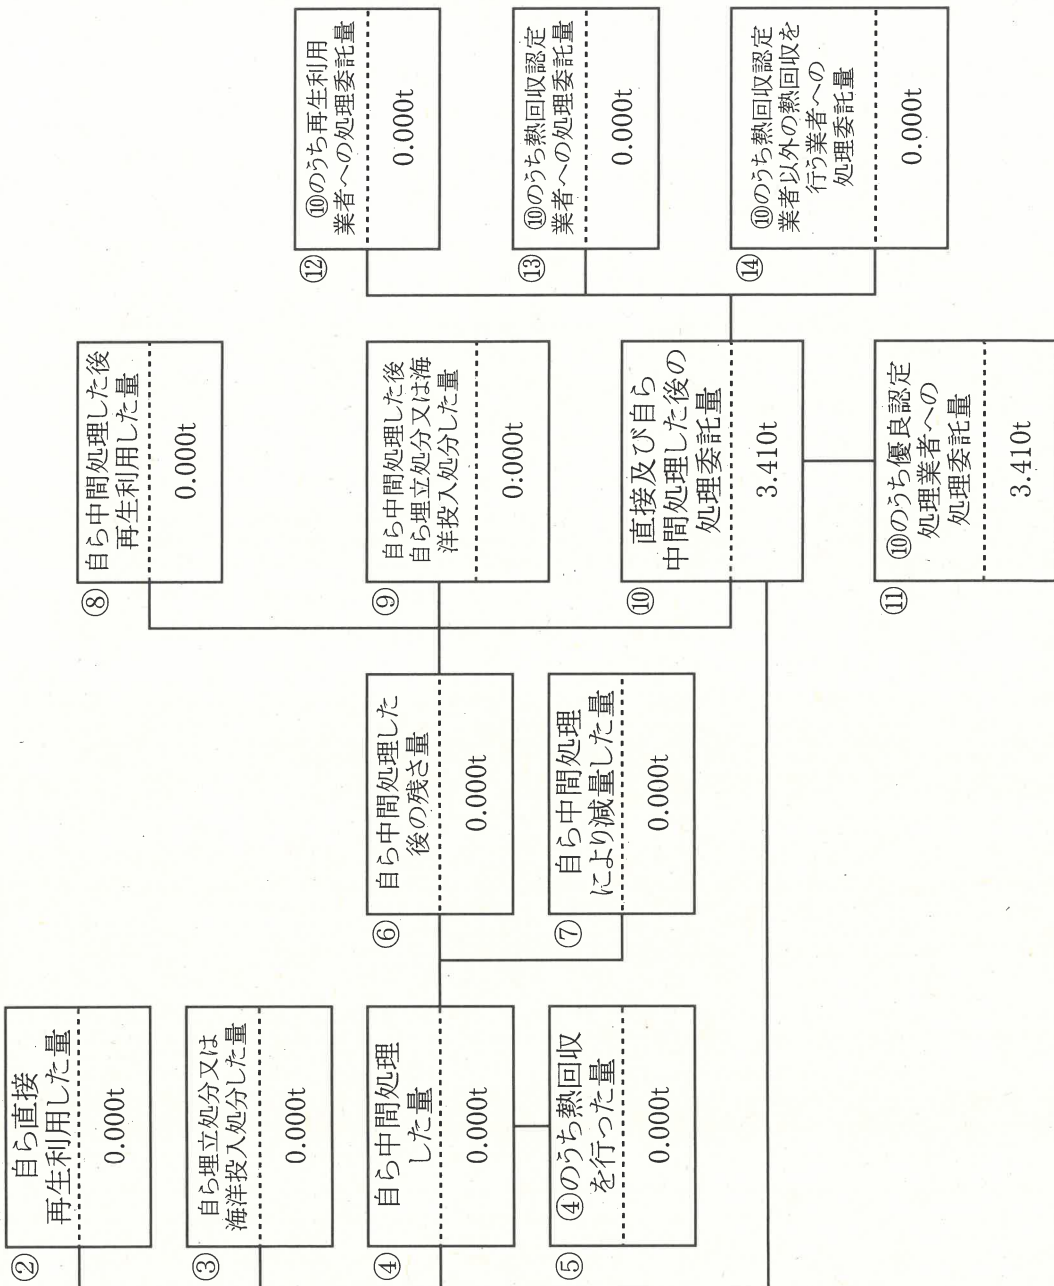 ②
自ら直接
再生利用した量
0.000t
③
自ら埋立処分又は
海洋投入処分した量
0.000t
④
自ら中間処理
した量
0.000t
⑤
④のうち熱回収
を行った量
0.000t
⑥
自ら中間処理した
後の残さ量
0.000t
⑦
自ら中間処理
により減量した量
0.000t
⑧
自ら中間処理した後
再生利用した量
0.000t
⑨
自ら中間処理した後
自ら埋立処分又は海
洋投入処分した量
0.000t
⑩
直接及び自ら
中間処理した後の
処理委託量
3.410t
⑪
⑩のうち優良認定
処理業者への
処理委託量
3.410t
⑫
⑩のうち再生利用
業者への処理委託量
0.000t
⑬
⑩のうち熱回収認定
業者への処理委託量
0.000t
⑭
⑩のうち熱回収認定
業者以外の熱回収を
行う業者への
処理委託量
0.000t